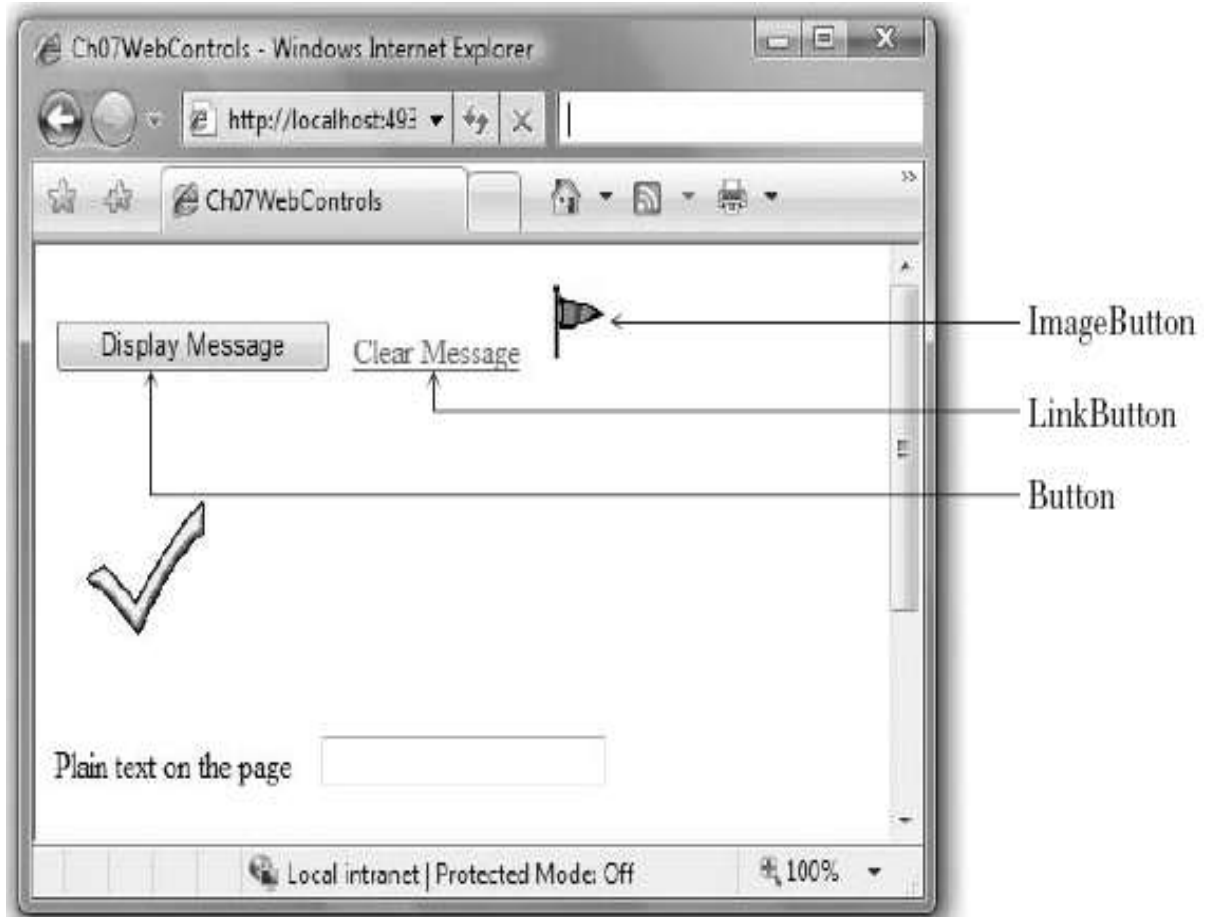 Ch07WebControls - Windows Internet Explorer
http://localhost:493
Ch07WebControls
Display Message
Clear Message
ImageButton
LinkButton
Button
Plain text on the page
Local intranet | Protected Mode: Off
100%